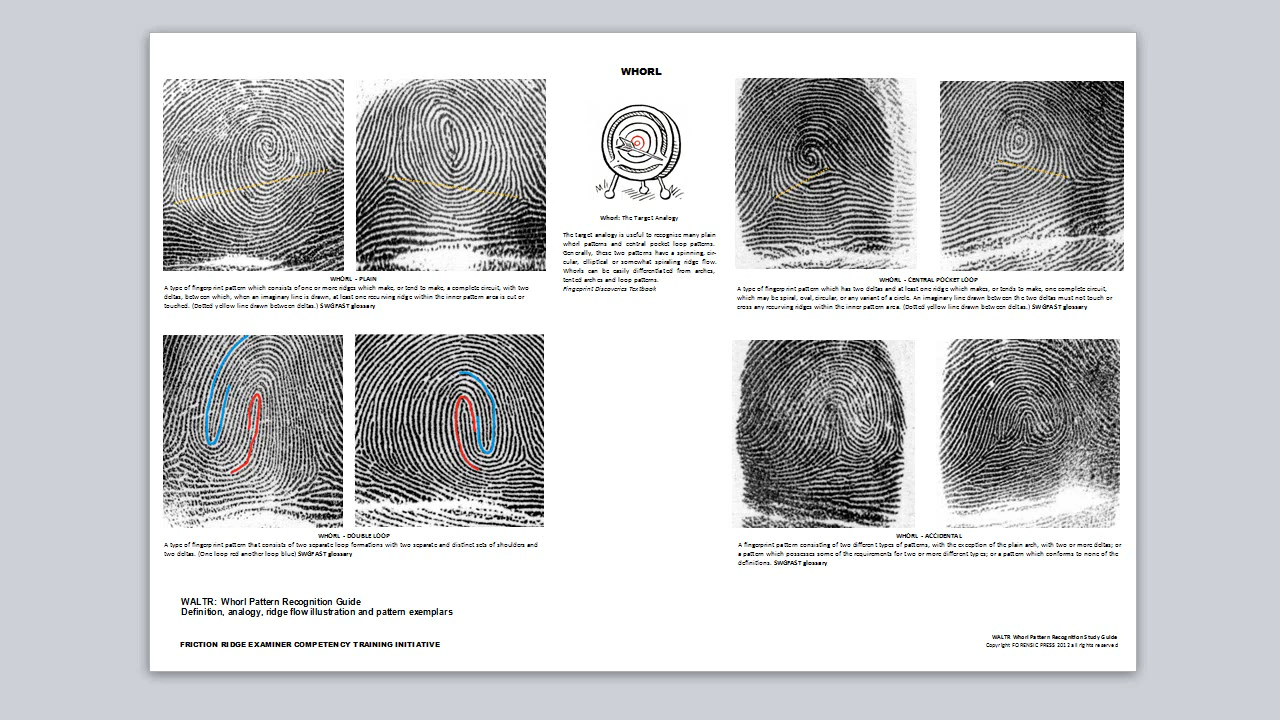 WHORL
Whorl: The Target Analogy
The target analogy is useful to recognise many plain
whorl patterns and central pocket loop patterns.
Generally, these two patterns have a spinning, cir-
cular, elliptical or somewhat spiraling ridge flow.
Whorls can be easily differentiated from arches,
tented arches and loop patterns.
Fingerprint Discoveries Textbook
WHORL - PLAIN
A type of fingerprint pattern which consists of one or more ridges which make, or tend to make, a complete circuit, with two
deltas, between which, when an imaginary line is drawn, at least one recurving ridge within the inner pattern area is cut or
touched. (Dotted yellow line drawn between deltas.) SWGFAST glossary
WHORL - CENTRAL POCKET LOOP
A type of fingerprint pattern which has two deltas and at least one ridge which makes, or tends to make, one complete circuit,
which may be spiral, oval, circular, or any variant of a circle. An imaginary line drawn between the two deltas must not touch or
cross any recurving ridges within the inner pattern area. (Dotted yellow line drawn between deltas.) SWGFAST glossary
WHORL - DOUBLE LOOP
A type of fingerprint pattern that consists of two separate loop formations with two separate and distinct sets of shoulders and
two deltas. (One loop red another loop blue) SWGFAST glossary
WHORL - ACCIDENTAL
A fingerprint pattern consisting of two different types of patterns, with the exception of the plain arch, with two or more deltas; or
a pattern which possesses some of the requirements for two or more different types; or a pattern which conforms to none of the
definitions. SWGFAST glossary
WALTR: Whorl Pattern Recognition Guide
Definition, analogy, ridge flow illustration and pattern exemplars
FRICTION RIDGE EXAMINER COMPETENCY TRAINING INITIATIVE
WALTR Whorl Pattern Recognition Study Guide
Copyright FORENSIC PRESS 2012 all rights reserved